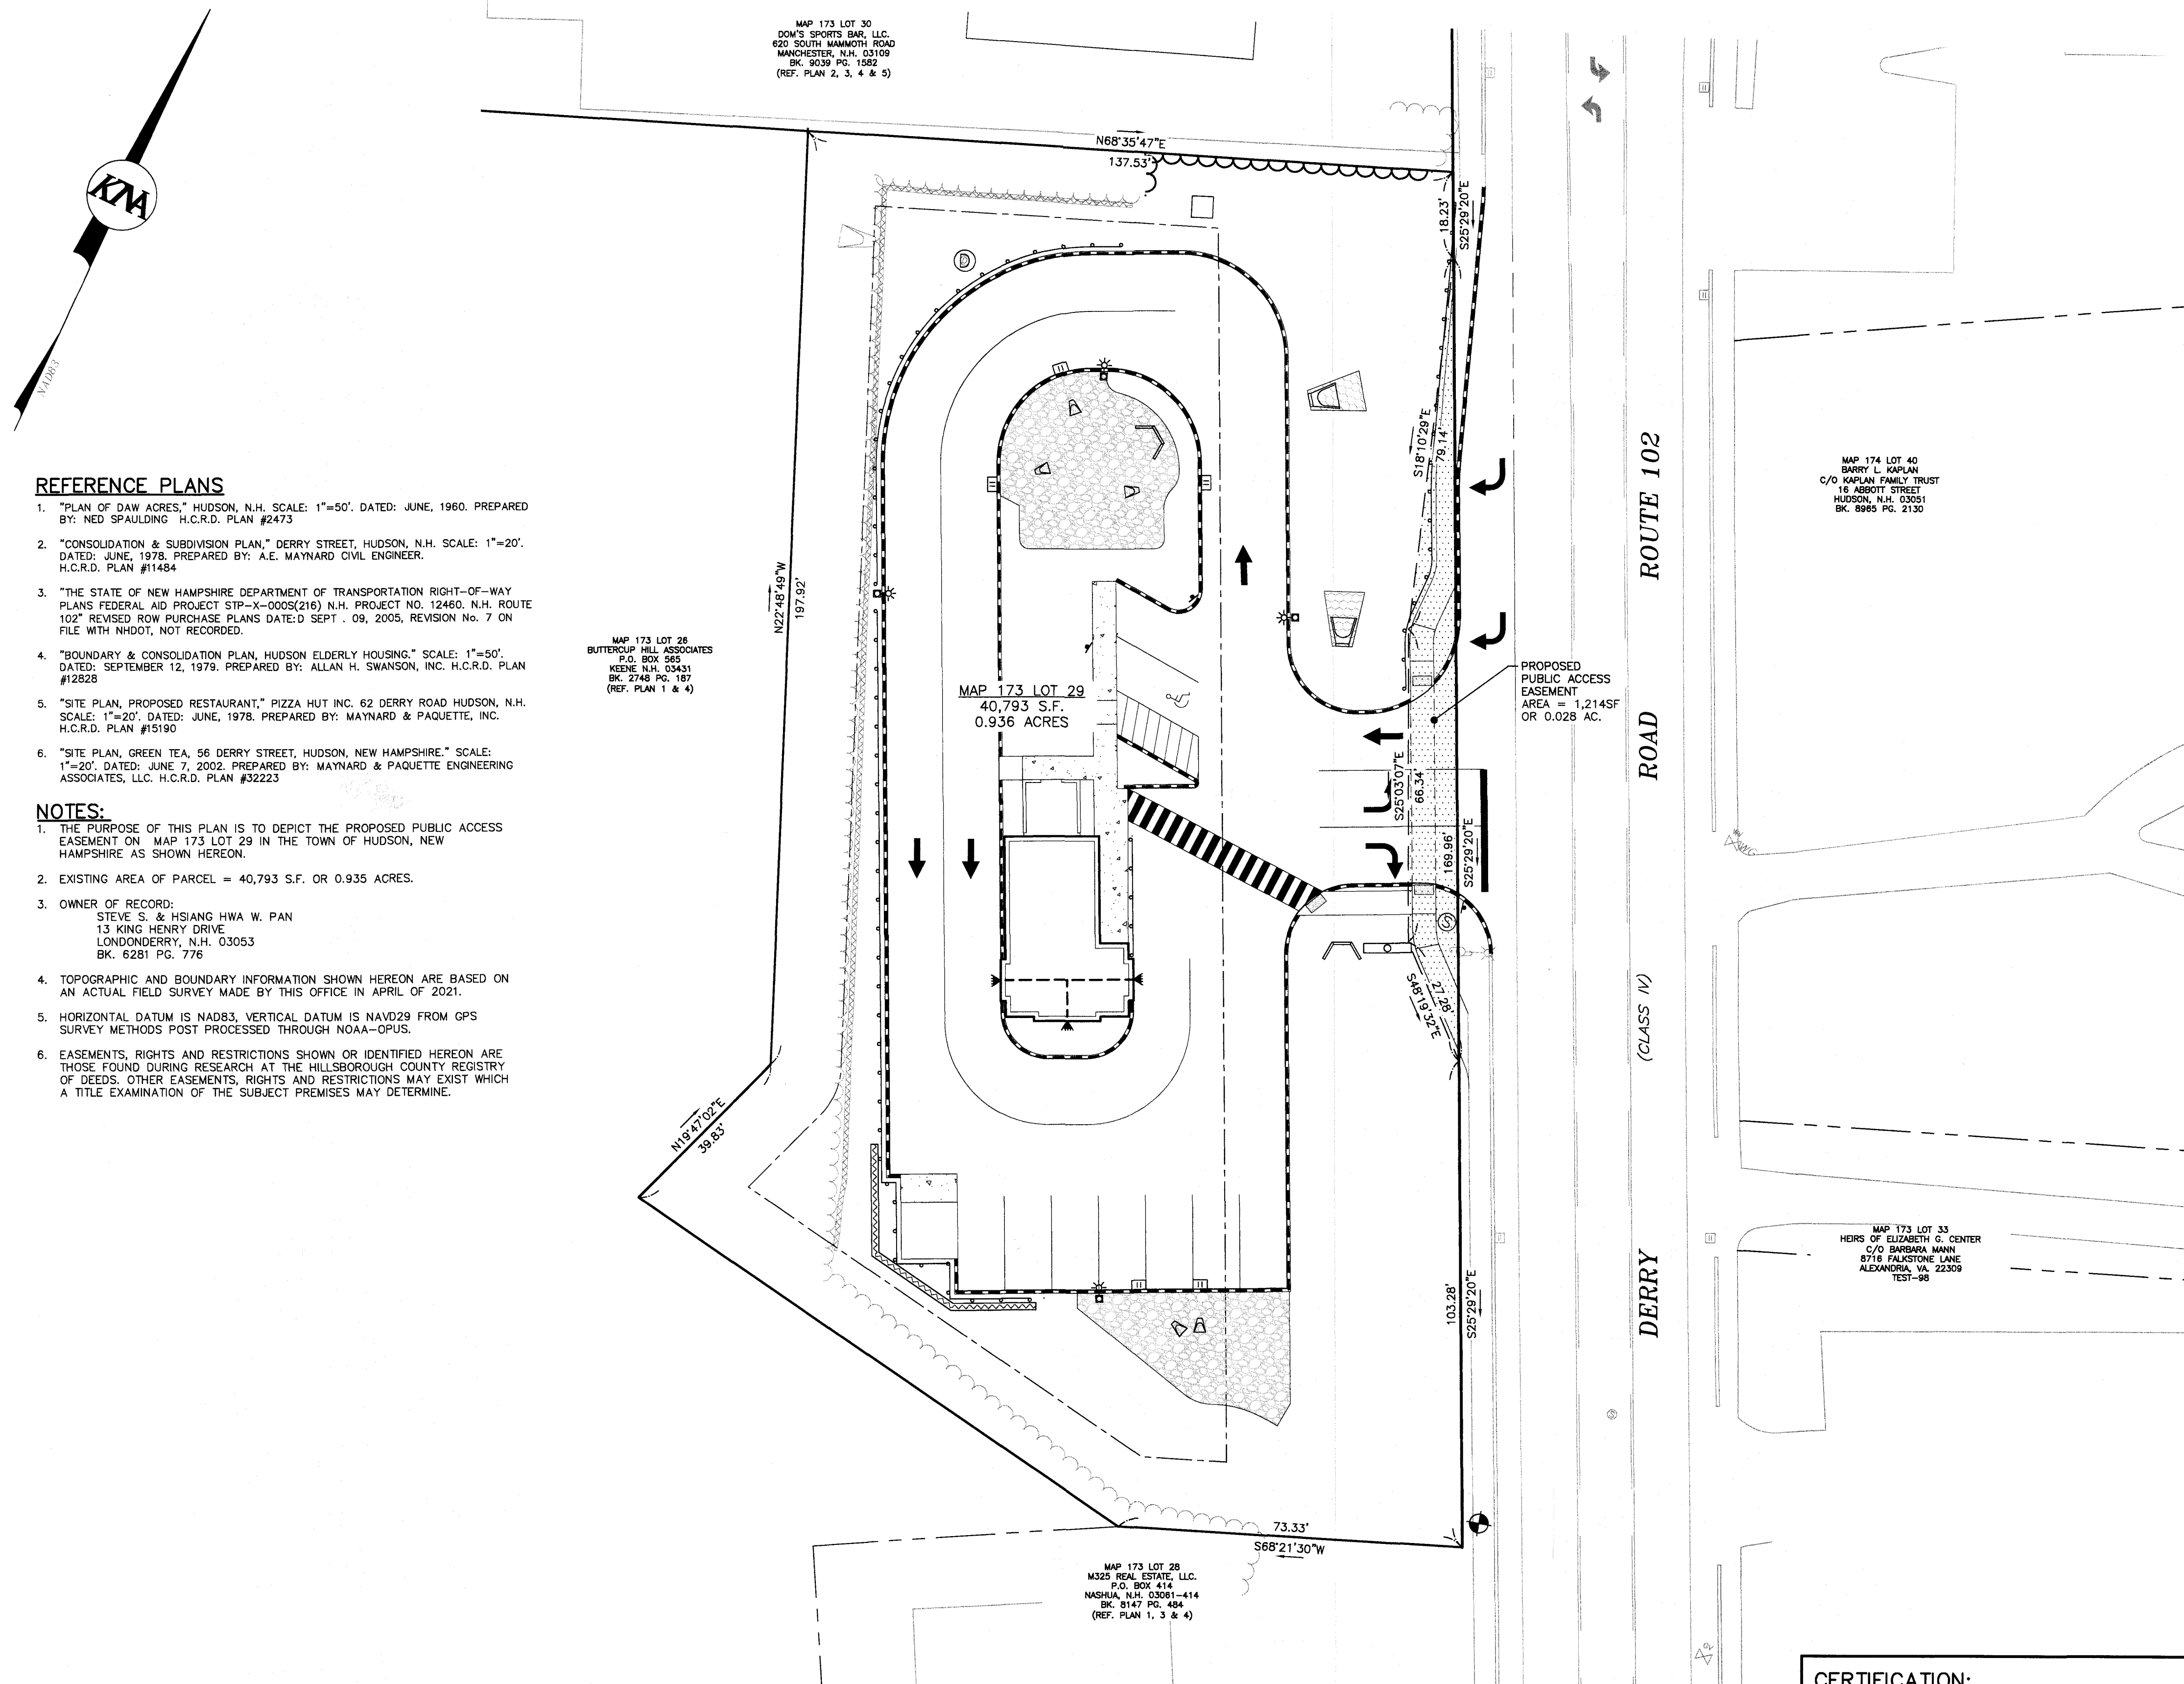 MAP 173 LOT 30
DOM'S SPORTS BAR, LLC.
620 SOUTH MAMMOTH ROAD
MANCHESTER, N.H. 03109
BK. 9039 PG. 1582
(REF. PLAN 2, 3, 4 & 5)
KNA
NAD83
N68°35'47"E
137.53'
18.23'
S25°29'20"E
D
REFERENCE PLANS
1. "PLAN OF DAW ACRES," HUDSON, N.H. SCALE: 1"=50'. DATED: JUNE, 1960. PREPARED
BY: NED SPAULDING H.C.R.D. PLAN #2473
2. "CONSOLIDATION & SUBDIVISION PLAN," DERRY STREET, HUDSON, N.H. SCALE: 1"=20'.
DATED: JUNE, 1978. PREPARED BY: A.E. MAYNARD CIVIL ENGINEER.
H.C.R.D. PLAN #11484
3. "THE STATE OF NEW HAMPSHIRE DEPARTMENT OF TRANSPORTATION RIGHT-OF-WAY
PLANS FEDERAL AID PROJECT STP-X-000S(216) N.H. PROJECT NO. 12460. N.H. ROUTE
102" REVISED ROW PURCHASE PLANS DATE:D SEPT . 09, 2005, REVISION No. 7 ON
FILE WITH NHDOT, NOT RECORDED.
4. "BOUNDARY & CONSOLIDATION PLAN, HUDSON ELDERLY HOUSING." SCALE: 1"=50'.
DATED: SEPTEMBER 12, 1979. PREPARED BY: ALLAN H. SWANSON, INC. H.C.R.D. PLAN
#12828
5. "SITE PLAN, PROPOSED RESTAURANT," PIZZA HUT INC. 62 DERRY ROAD HUDSON, N.H.
SCALE: 1"=20'. DATED: JUNE, 1978. PREPARED BY: MAYNARD & PAQUETTE, INC.
H.C.R.D. PLAN #15190
6. "SITE PLAN, GREEN TEA, 56 DERRY STREET, HUDSON, NEW HAMPSHIRE." SCALE:
1"=20'. DATED: JUNE 7, 2002. PREPARED BY: MAYNARD & PAQUETTE ENGINEERING
ASSOCIATES, LLC. H.C.R.D. PLAN #32223
NOTES:
1. THE PURPOSE OF THIS PLAN IS TO DEPICT THE PROPOSED PUBLIC ACCESS
EASEMENT ON MAP 173 LOT 29 IN THE TOWN OF HUDSON, NEW
HAMPSHIRE AS SHOWN HEREON.
2. EXISTING AREA OF PARCEL = 40,793 S.F. OR 0.935 ACRES.
3. OWNER OF RECORD:
STEVE S. & HSIANG HWA W. PAN
13 KING HENRY DRIVE
LONDONDERRY, N.H. 03053
BK. 6281 PG. 776
4. TOPOGRAPHIC AND BOUNDARY INFORMATION SHOWN HEREON ARE BASED ON
AN ACTUAL FIELD SURVEY MADE BY THIS OFFICE IN APRIL OF 2021.
5. HORIZONTAL DATUM IS NAD83, VERTICAL DATUM IS NAVD29 FROM GPS
SURVEY METHODS POST PROCESSED THROUGH NOAA-OPUS.
6. EASEMENTS, RIGHTS AND RESTRICTIONS SHOWN OR IDENTIFIED HEREON ARE
THOSE FOUND DURING RESEARCH AT THE HILLSBOROUGH COUNTY REGISTRY
OF DEEDS. OTHER EASEMENTS, RIGHTS AND RESTRICTIONS MAY EXIST WHICH
A TITLE EXAMINATION OF THE SUBJECT PREMISES MAY DETERMINE.
N22°48'49"W
197.92'
MAP 173 LOT 26
BUTTERCUP HILL ASSOCIATES
P.O. BOX 565
KEENE N.H. 03431
BK. 2748 PG. 187
(REF. PLAN 1 & 4)
MAP 173 LOT 29
40,793 S.F.
0.936 ACRES
S18°10'29"E
79.14'
PROPOSED
PUBLIC ACCESS
EASEMENT
AREA = 1,214SF
OR 0.028 AC.
S25°03'07"E
66.34'
169.96'
S25°29'20"E
S
S48°19'32"E
27.28'
N19°47'02"E
39.83'
103.28'
S25°29'20"E
73.33'
S68°21'30"W
MAP 173 LOT 28
M325 REAL ESTATE, LLC.
P.O. BOX 414
NASHUA, N.H. 03061-414
BK. 8147 PG. 484
(REF. PLAN 1, 3 & 4)
DERRY ROAD ROUTE 102
(CLASS IV)
S
MAP 174 LOT 40
BARRY L. KAPLAN
C/O KAPLAN FAMILY TRUST
16 ABBOTT STREET
HUDSON, N.H. 03051
BK. 8965 PG. 2130
MAP 173 LOT 33
HEIRS OF ELIZABETH G. CENTER
C/O BARBARA MANN
8716 FALKSTONE LANE
ALEXANDRIA, VA. 22309
TEST-98
CERTIFICATION: